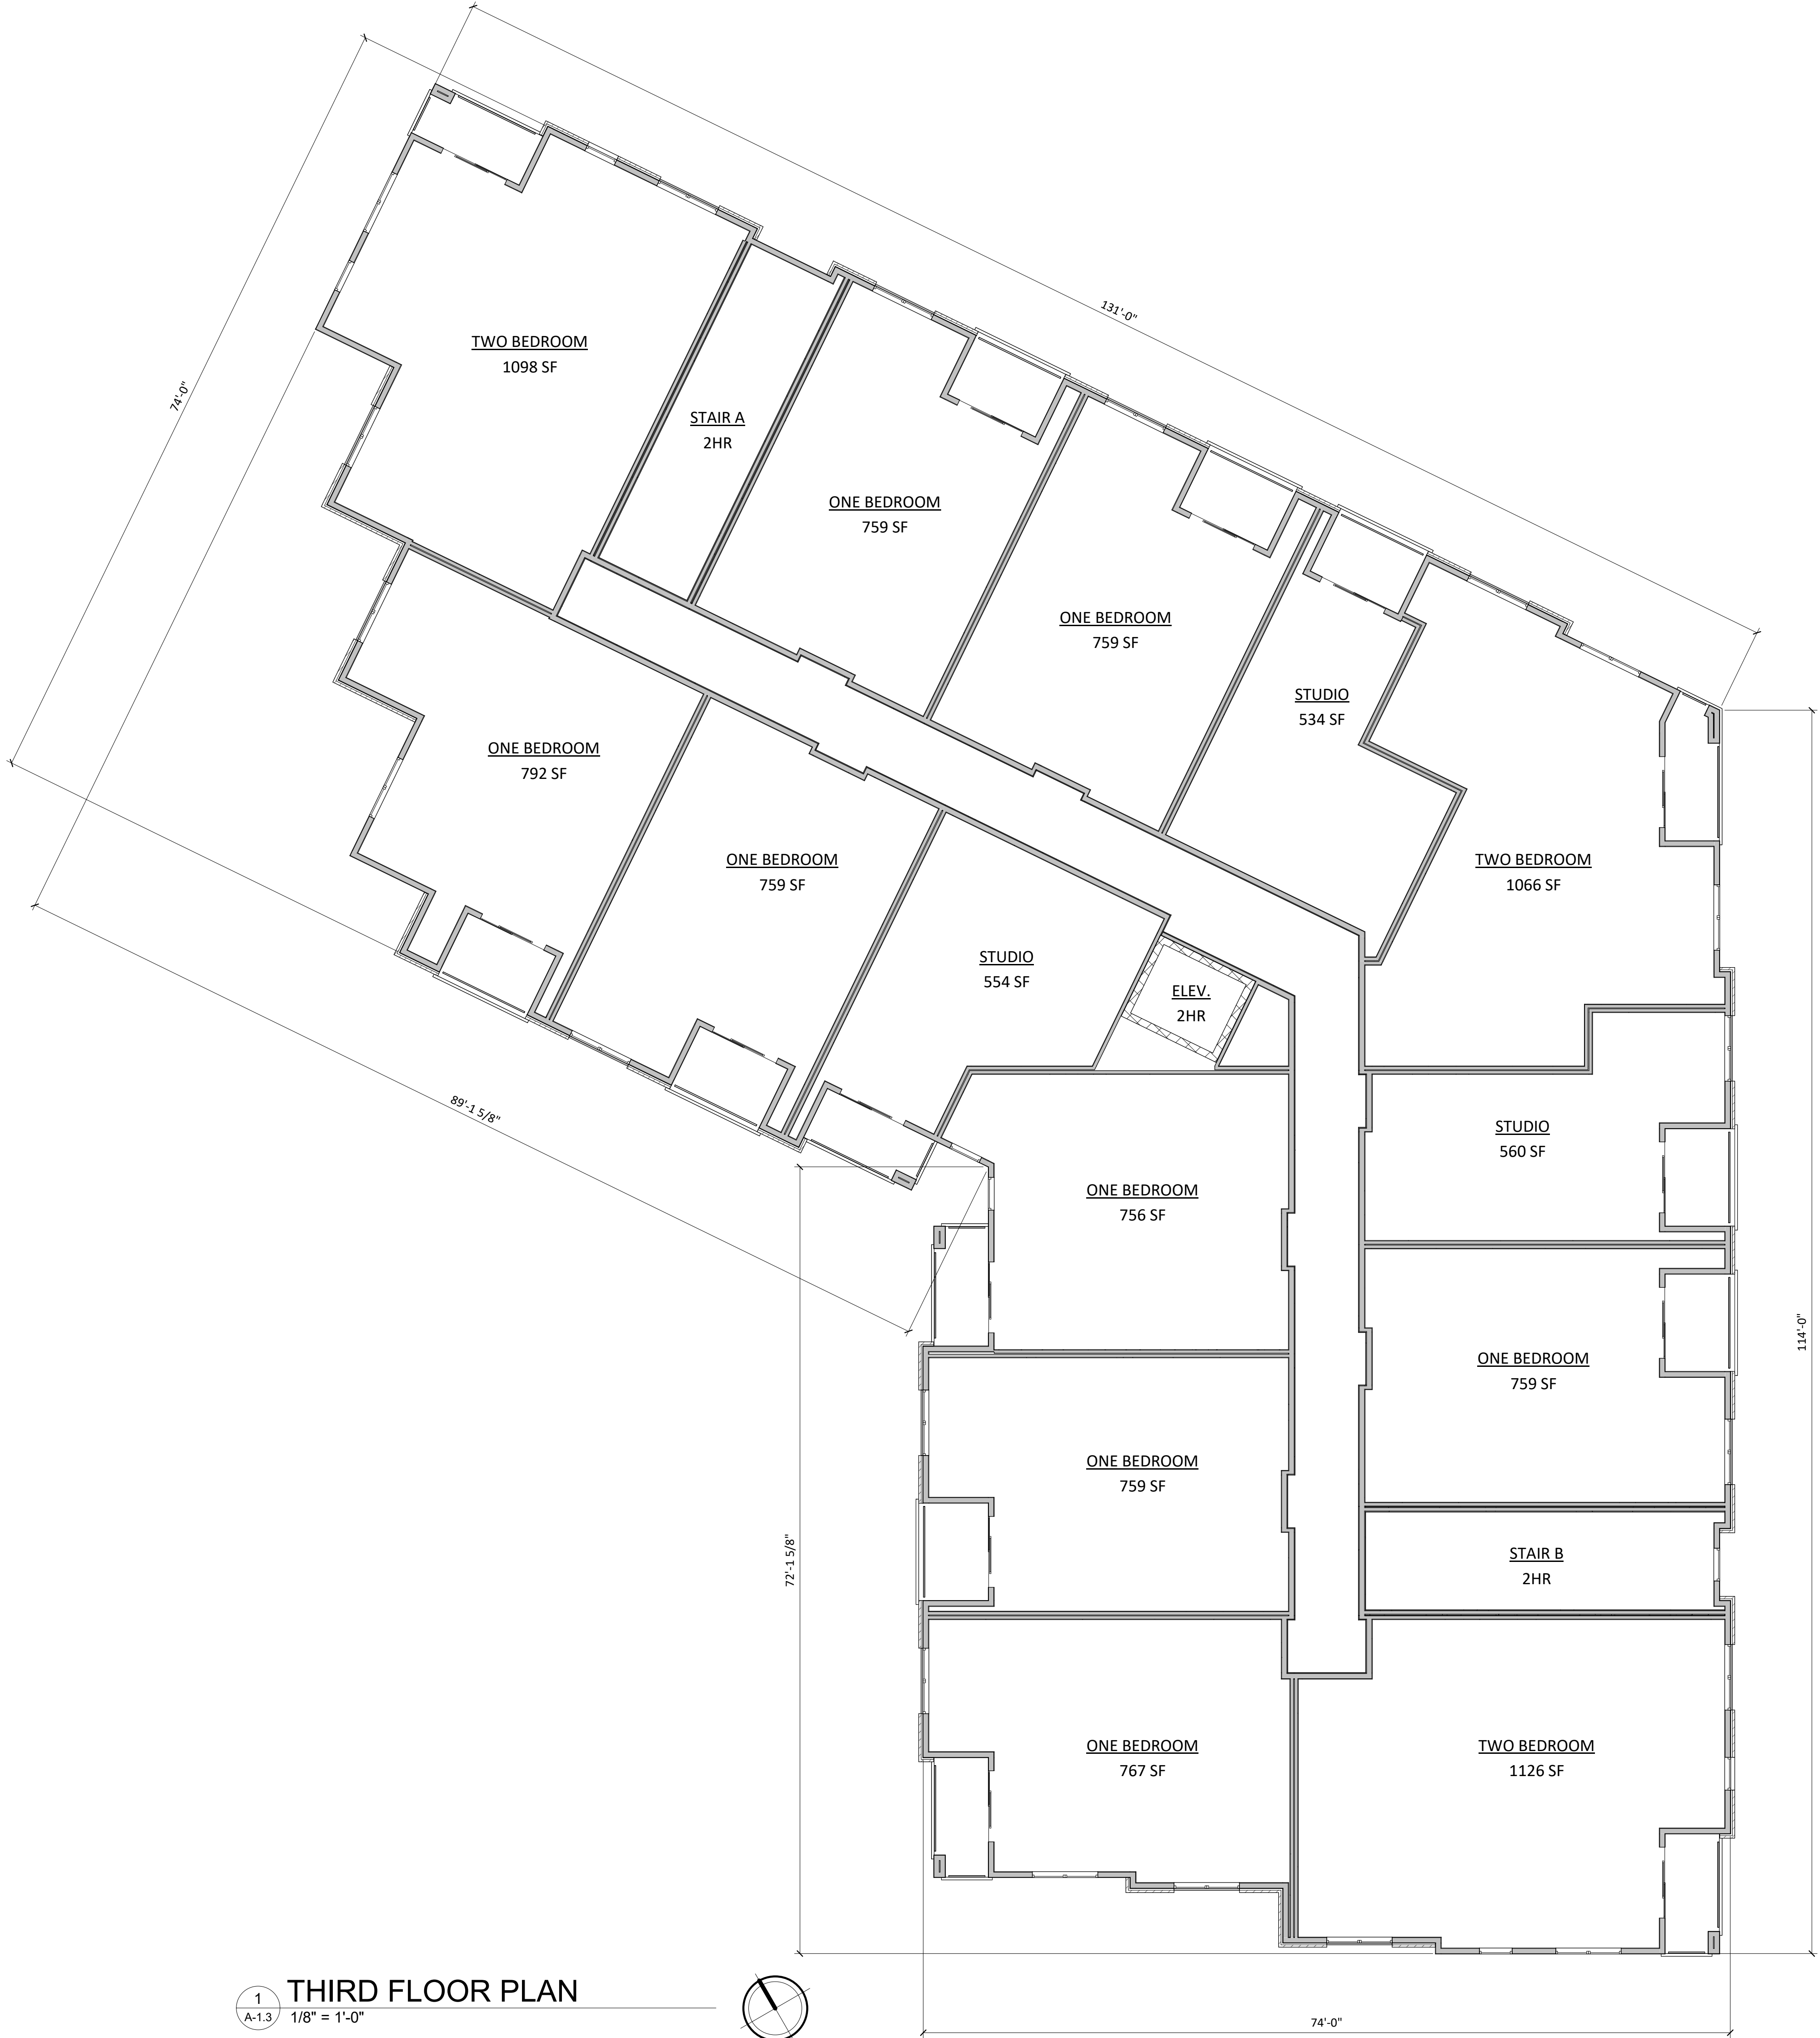 131'-0"
74'-0"
TWO BEDROOM
1098 SF
STAIR A
2HR
ONE BEDROOM
759 SF
ONE BEDROOM
759 SF
STUDIO
534 SF
ONE BEDROOM
792 SF
ONE BEDROOM
759 SF
TWO BEDROOM
1066 SF
STUDIO
554 SF
ELEV.
2HR
89'-1 5/8"
STUDIO
560 SF
ONE BEDROOM
756 SF
114'-0"
ONE BEDROOM
759 SF
ONE BEDROOM
759 SF
72'-1 5/8"
STAIR B
2HR
ONE BEDROOM
767 SF
TWO BEDROOM
1126 SF
1
A-1.3
THIRD FLOOR PLAN
1/8" = 1'-0"
74'-0"